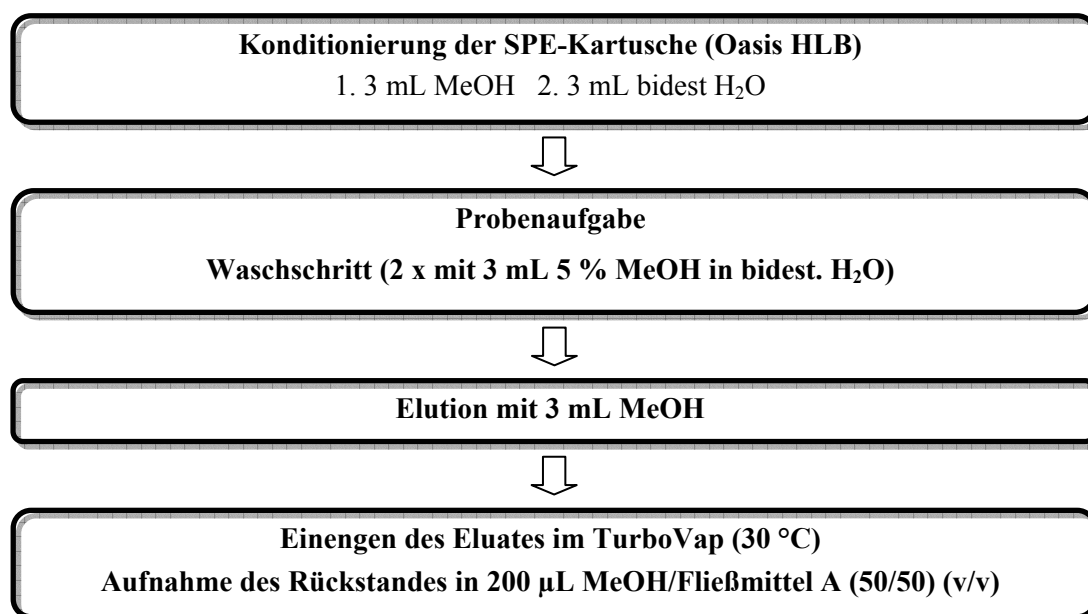 Konditionierung der SPE-Kartusche (Oasis HLB)
1. 3 mL MeOH 2. 3 mL bidest H₂O
Probenaufgabe
Waschschritt (2 x mit 3 mL 5 % MeOH in bidest. H₂O)
Elution mit 3 mL MeOH
Einengen des Eluates im TurboVap (30 °C)
Aufnahme des Rückstandes in 200 µL MeOH/Fließmittel A (50/50) (v/v)